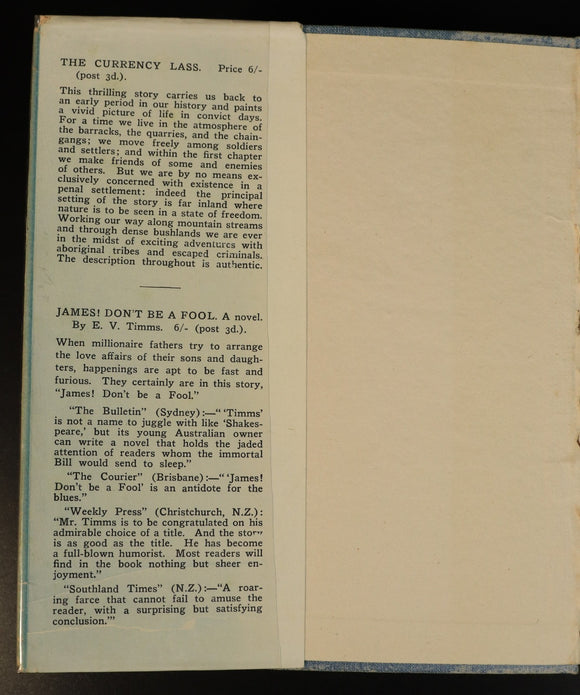 THE CURRENCY LASS. Price 6/-
(post 3d.).
This thrilling story carries us back to
an early period in our history and paints
a vivid picture of life in convict days.
For a time we live in the atmosphere of
the barracks, the quarries, and the chain-
gangs; we move freely among soldiers
and settlers; and within the first chapter
we make friends of some and enemies
of others. But we are by no means ex-
clusively concerned with existence in a
penal settlement: indeed the principal
setting of the story is far inland where
nature is to be seen in a state of freedom.
Working our way along mountain streams
and through dense bushlands we are ever
in the midst of exciting adventures with
aboriginal tribes and escaped criminals.
The description throughout is authentic.
JAMES! DON'T BE A FOOL. A novel.
By E. V. Timms. 6/- (post 3d.).
When millionaire fathers try to arrange
the love affairs of their sons and daugh-
ters, happenings are apt to be fast and
furious. They certainly are in this story,
"James! Don't be a Fool."
"The Bulletin" (Sydney):—" 'Timms'
is not a name to juggle with like 'Shakes-
peare,' but its young Australian owner
can write a novel that holds the jaded
attention of readers whom the immortal
Bill would send to sleep."
"The Courier" (Brisbane):—" 'James!
Don't be a Fool' is an antidote for the
blues."
"Weekly Press" (Christchurch, N.Z.):
"Mr. Timms is to be congratulated on his
admirable choice of a title. And the story
is as good as the title. He has become
a full-blown humorist. Most readers will
find in the book nothing but sheer en-
joyment."
"Southland Times" (N.Z.):—"A roar-
ing farce that cannot fail to amuse the
reader, with a surprising but satisfying
conclusion.'"